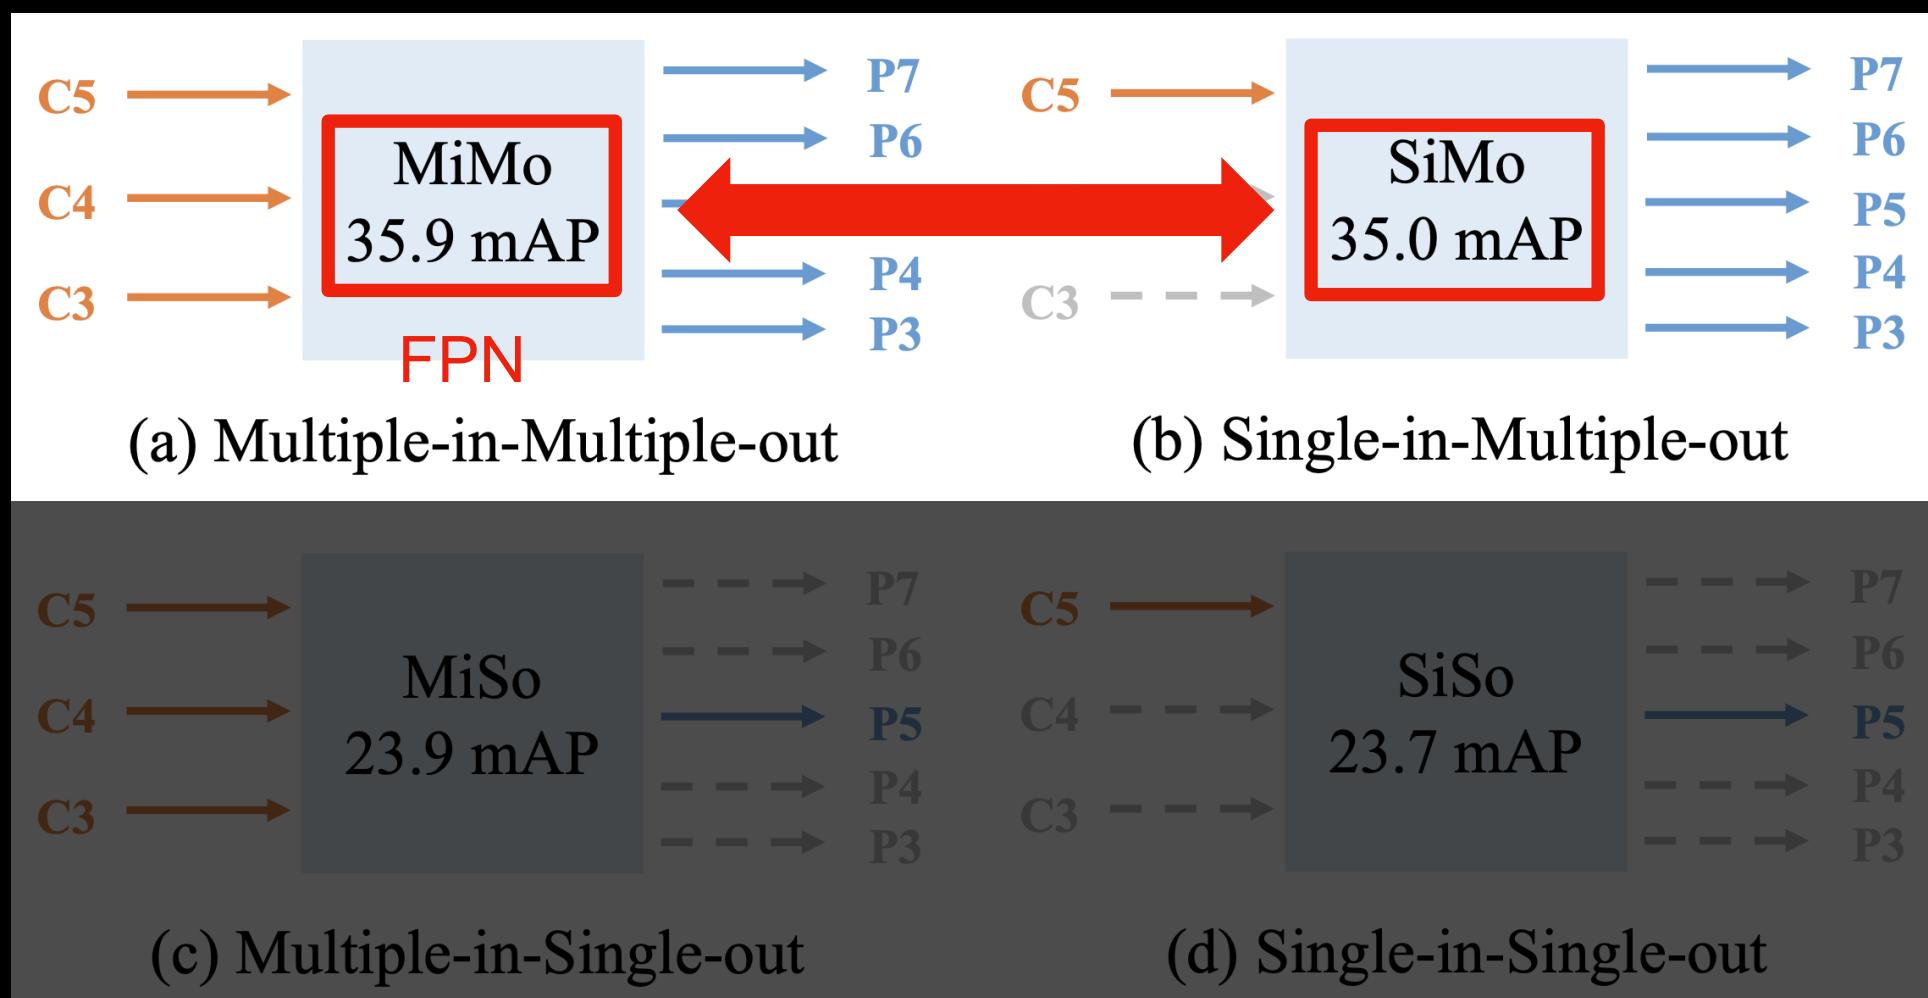 C5
C4
C3
MiMo
35.9 mAP
FPN
P7
P6
P4
P3
(a) Multiple-in-Multiple-out
C5
C3
SiMo
35.0 mAP
P7
P6
P5
P4
P3
(b) Single-in-Multiple-out
C5
C4
C3
MiSo
23.9 mAP
P7
P6
P5
P4
P3
(c) Multiple-in-Single-out
C5
C4
C3
SiSo
23.7 mAP
P7
P6
P5
P4
P3
(d) Single-in-Single-out